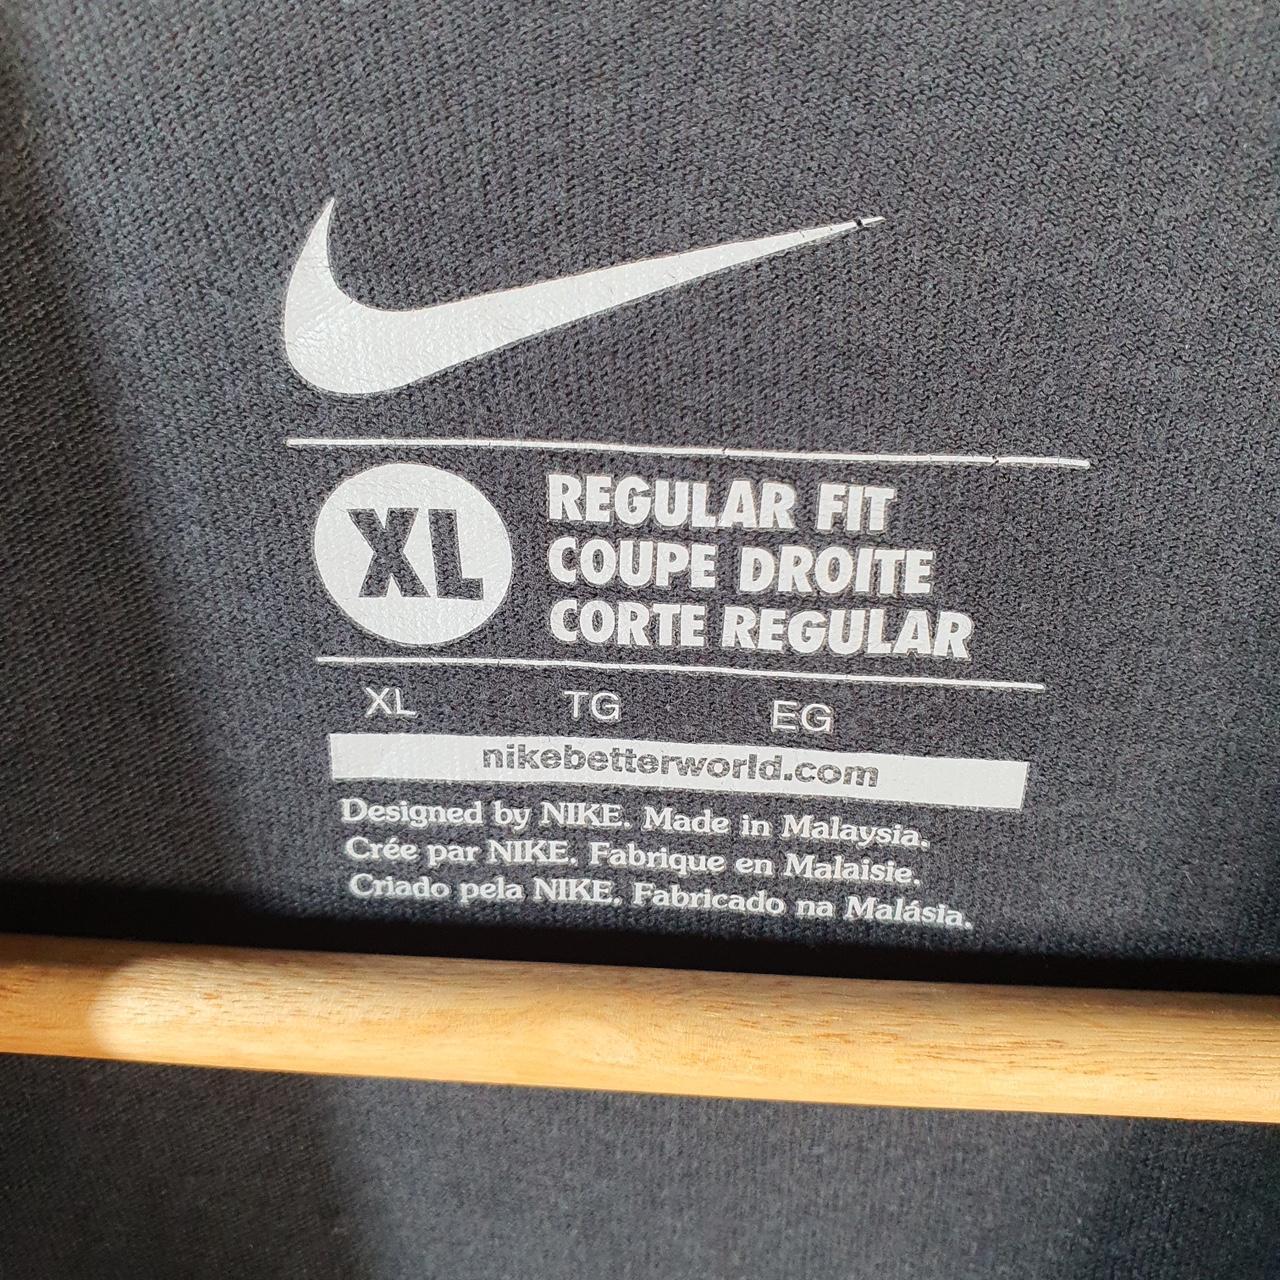 XL
REGULAR FIT
COUPE DROITE
CORTE REGULAR
XL TG EG
nikebetterworld.com
Designed by NIKE. Made in Malaysia.
Crée par NIKE. Fabrique en Malaisie.
Criado pela NIKE. Fabricado na Malásia.